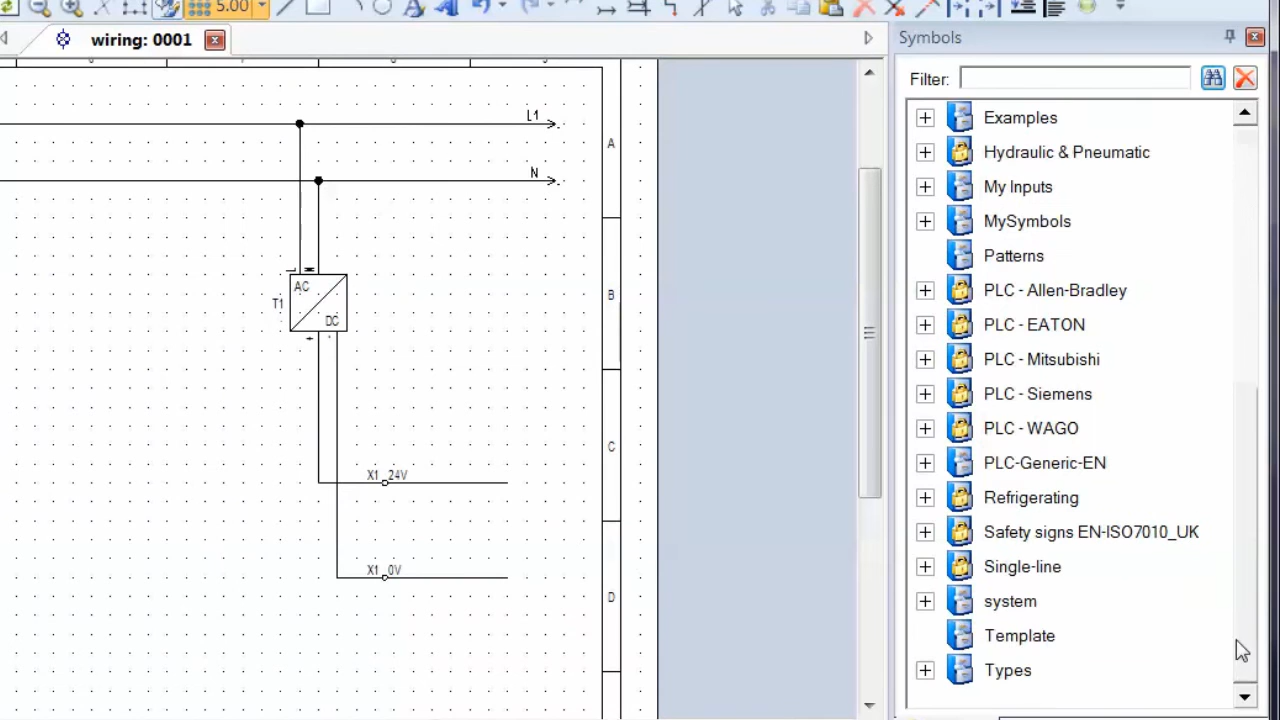 5.00
wiring: 0001
Symbols
Filter:
Examples
Hydraulic & Pneumatic
My Inputs
MySymbols
Patterns
PLC - Allen-Bradley
PLC - EATON
PLC - Mitsubishi
PLC - Siemens
PLC - WAGO
PLC-Generic-EN
Refrigerating
Safety signs EN-ISO7010_UK
Single-line
system
Template
Types
L1
N
A
T1
AC
DC
B
X1 24V
C
X1 0V
D